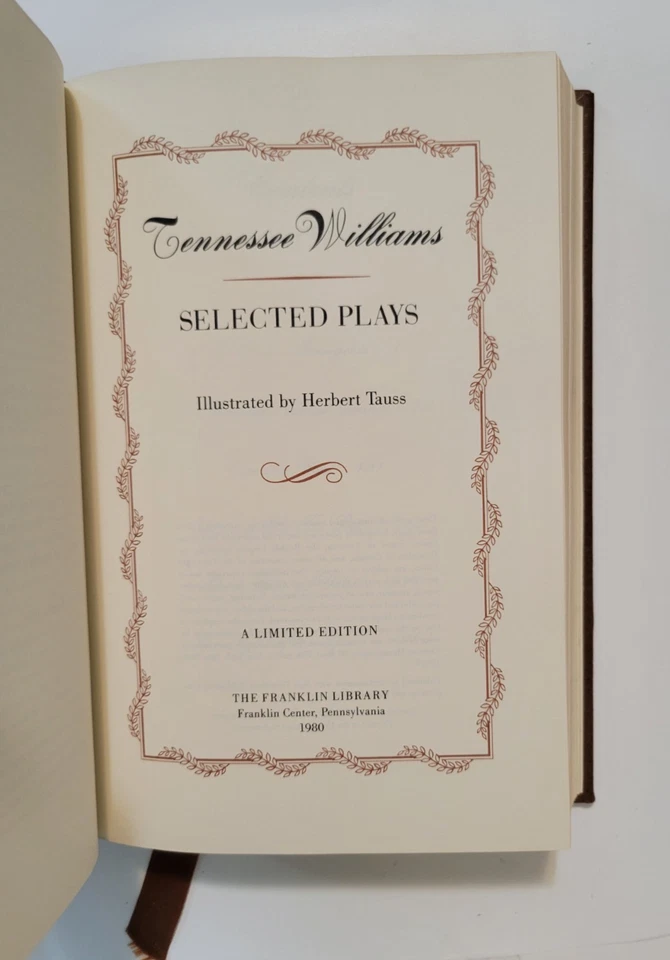 Tennessee Williams
SELECTED PLAYS
Illustrated by Herbert Tauss
A LIMITED EDITION
THE FRANKLIN LIBRARY
Franklin Center, Pennsylvania
1980